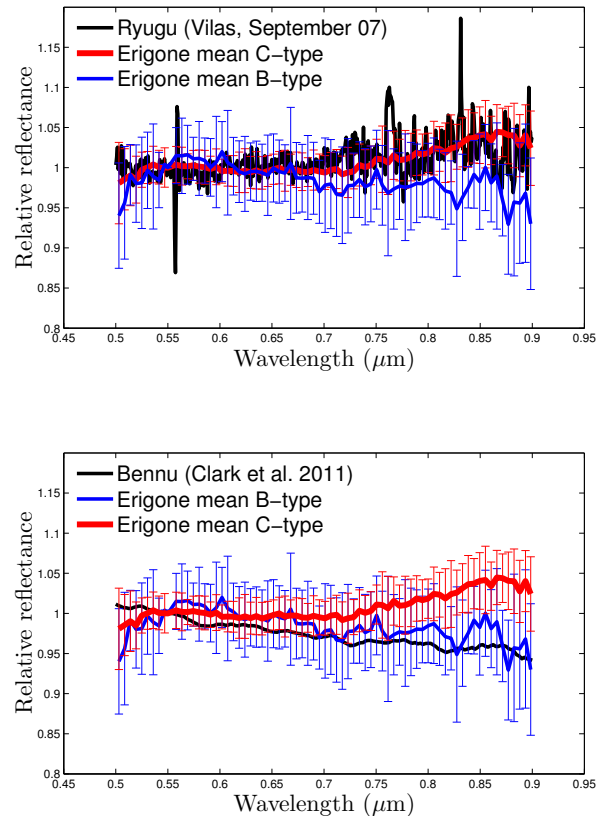 Ryugu (Vilas, September 07)
Erigone mean C−type
Erigone mean B−type
Relative reflectance
1.15
1.1
1.05
1
0.95
0.9
0.85
0.8
0.45 0.5 0.55 0.6 0.65 0.7 0.75 0.8 0.85 0.9 0.95
Wavelength (μm)
Bennu (Clark et al. 2011)
Erigone mean B−type
Erigone mean C−type
Relative reflectance
1.15
1.1
1.05
1
0.95
0.9
0.85
0.8
0.45 0.5 0.55 0.6 0.65 0.7 0.75 0.8 0.85 0.9 0.95
Wavelength (μm)